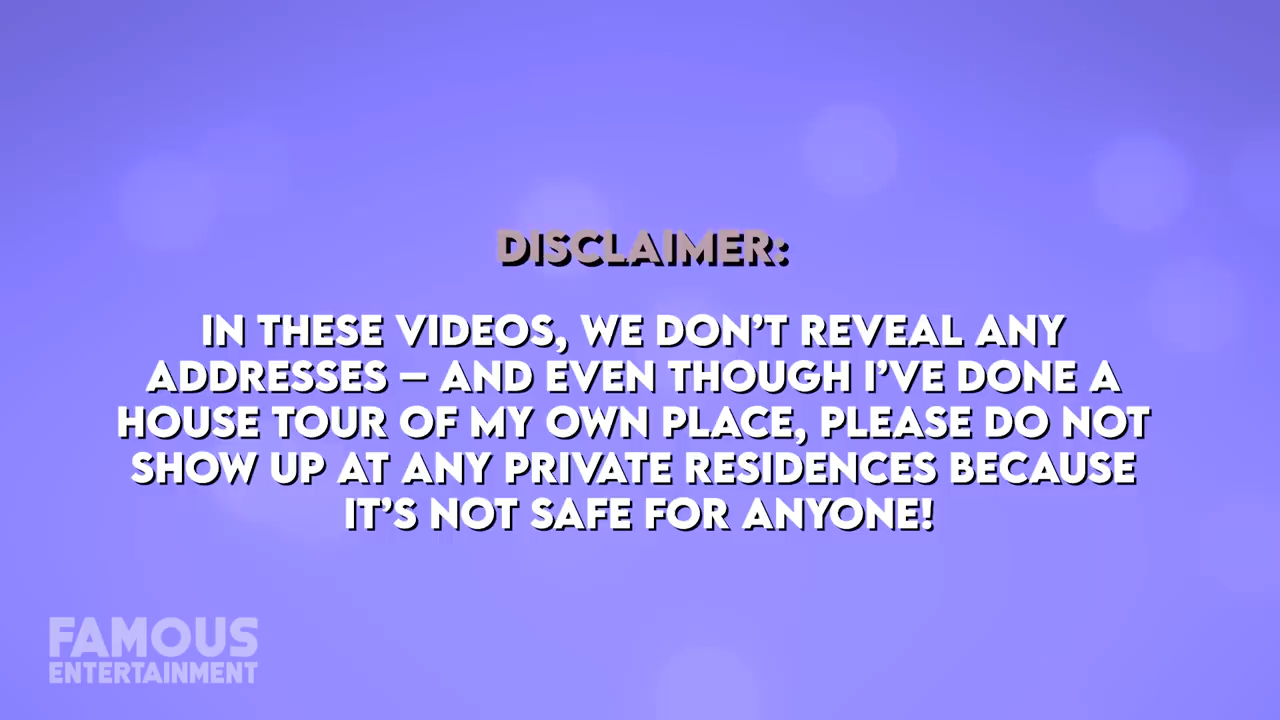 DISCLAIMER:
IN THESE VIDEOS, WE DON'T REVEAL ANY
ADDRESSES – AND EVEN THOUGH I'VE DONE A
HOUSE TOUR OF MY OWN PLACE, PLEASE DO NOT
SHOW UP AT ANY PRIVATE RESIDENCES BECAUSE
IT'S NOT SAFE FOR ANYONE!
FAMOUS
ENTERTAINMENT